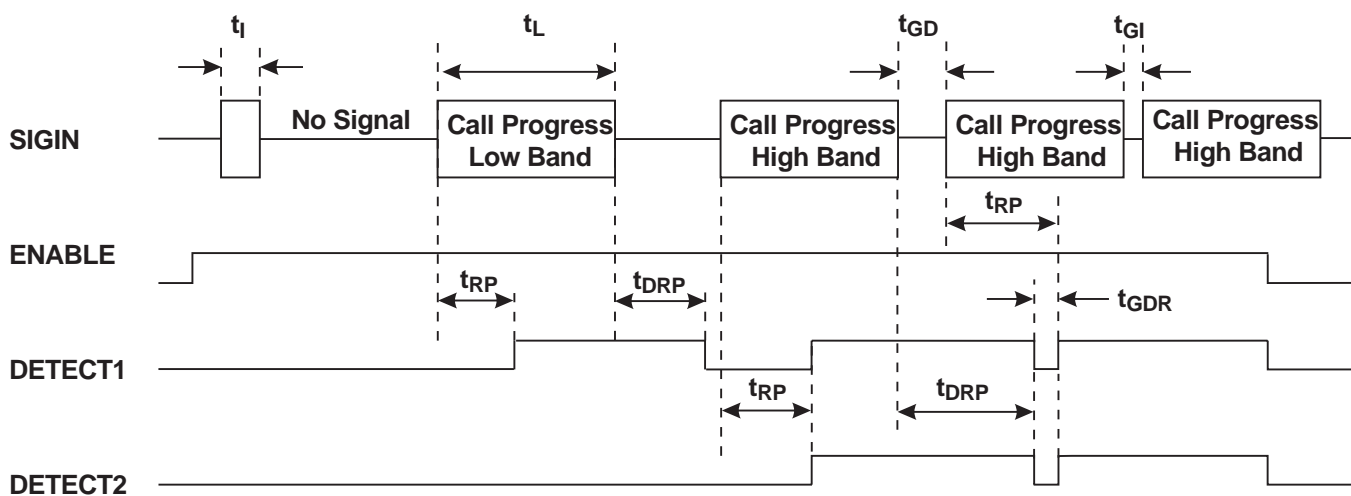 tI
tL
tGD
tGI
SIGIN
No Signal
Call Progress
Low Band
Call Progress
High Band
Call Progress
High Band
Call Progress
High Band
tRP
ENABLE
tRP
tDRP
tGDR
DETECT1
tRP
tDRP
DETECT2